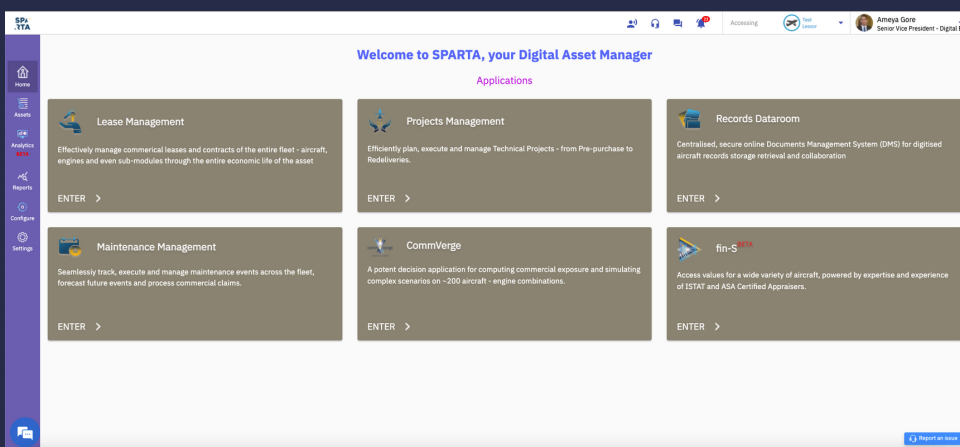 SPA
.RTA
21
Accessing
Test
Lessor
Ameya Gore
Senior Vice President - Digital
Welcome to SPARTA, your Digital Asset Manager
Applications
Home
Assets
Analytics
BETA
Reports
Configure
Settings
Lease Management
Effectively manage commerical leases and contracts of the entire fleet - aircraft,
engines and even sub-modules through the entire economic life of the asset
ENTER >
Projects Management
Efficiently plan, execute and manage Technical Projects - from Pre-purchase to
Redeliveries.
ENTER >
Records Dataroom
Centralised, secure online Documents Management System (DMS) for digitised
aircraft records storage retrieval and collaboration
ENTER >
Maintenance Management
Seamlessly track, execute and manage maintenance events across the fleet,
forecast future events and process commercial claims.
ENTER >
CommVerge
A potent decision application for computing commercial exposure and simulating
complex scenarios on ~200 aircraft - engine combinations.
ENTER >
fin-S BETA
Access values for a wide variety of aircraft, powered by expertise and experience
of ISTAT and ASA Certified Appraisers.
ENTER >
Report an issue